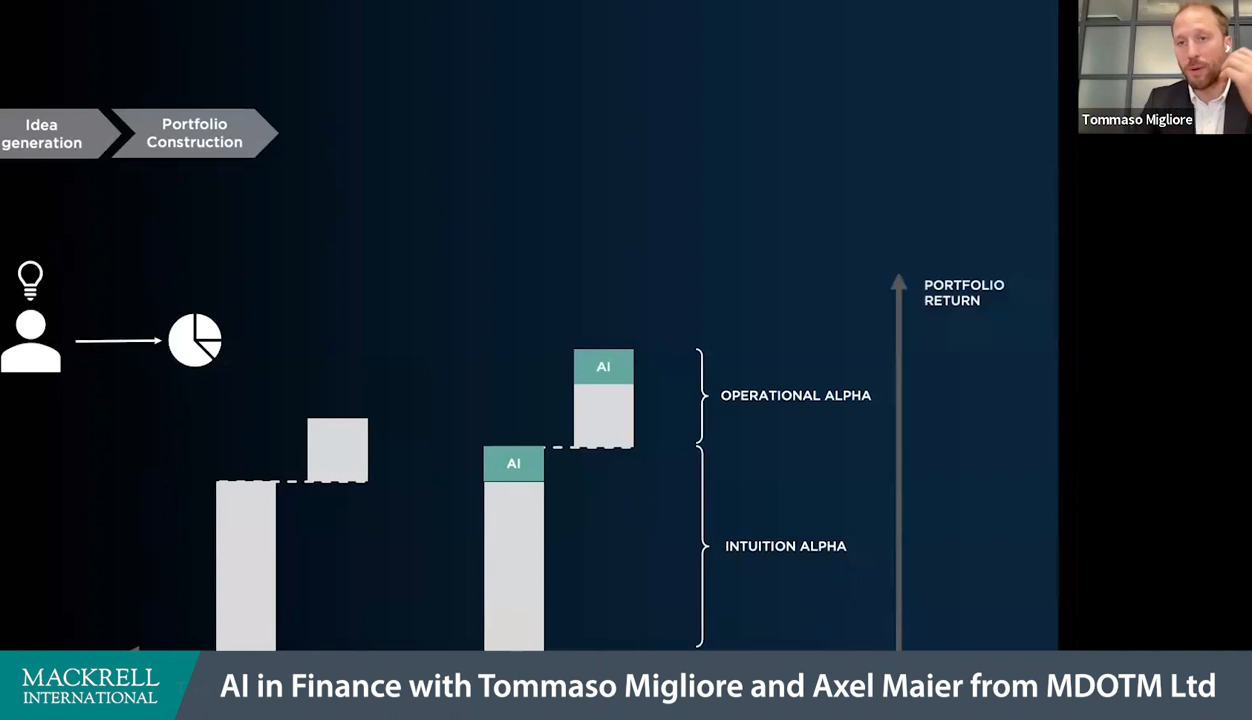 Idea
generation
Portfolio
Construction
Tommaso Migliore
PORTFOLIO
RETURN
AI
OPERATIONAL ALPHA
AI
INTUITION ALPHA
MACKRELL
INTERNATIONAL
AI in Finance with Tommaso Migliore and Axel Maier from MDOTM Ltd